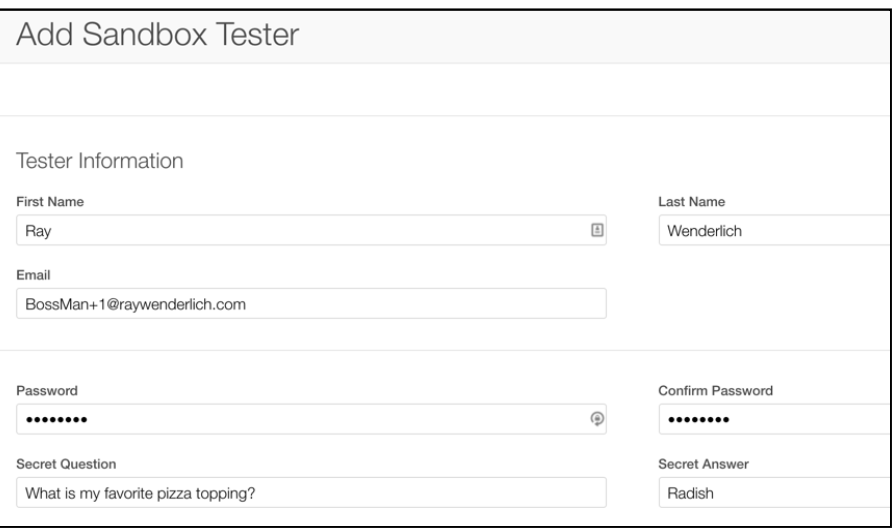 Add Sandbox Tester
Tester Information
First Name
Last Name
Ray
Wenderlich
Email
BossMan+1@raywenderlich.com
Password
Confirm Password
••••••••
••••••••
Secret Question
Secret Answer
What is my favorite pizza topping?
Radish